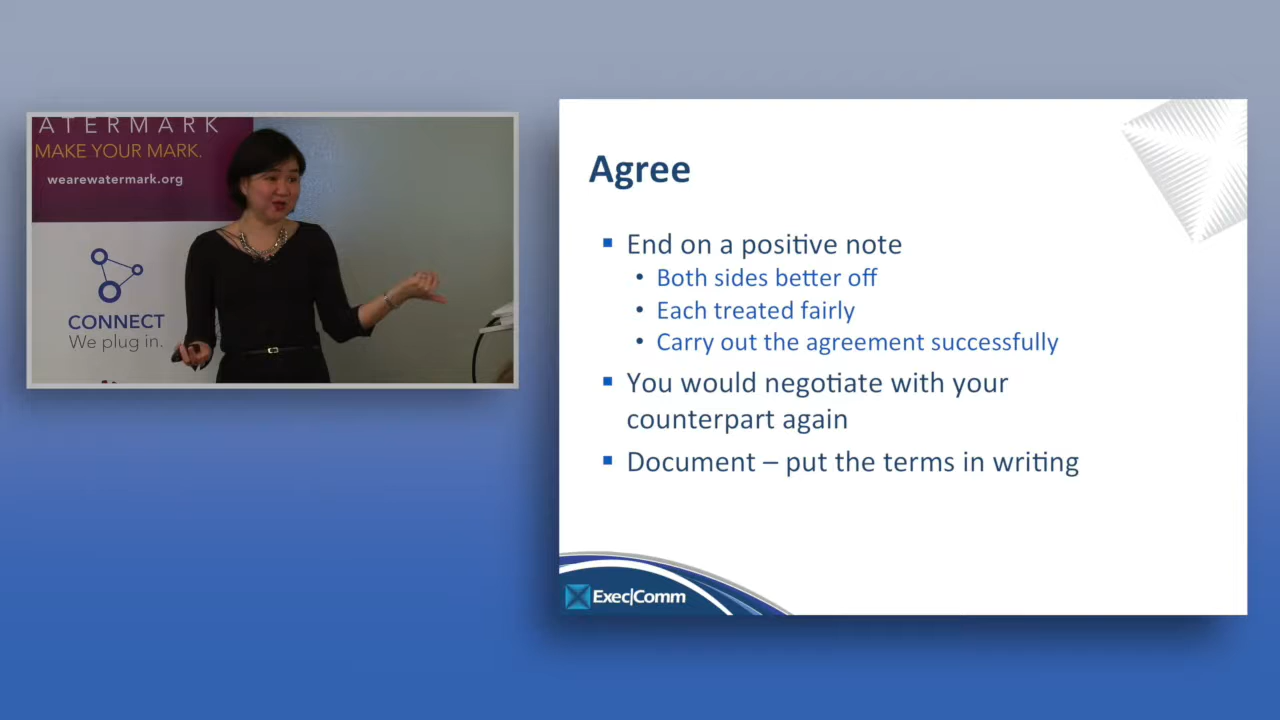 ATERMARK
MAKE YOUR MARK.
wearewatermark.org
CONNECT
We plug in.
Agree
▪ End on a positive note
• Both sides better off
• Each treated fairly
• Carry out the agreement successfully
▪ You would negotiate with your
counterpart again
▪ Document – put the terms in writing
Exec|Comm